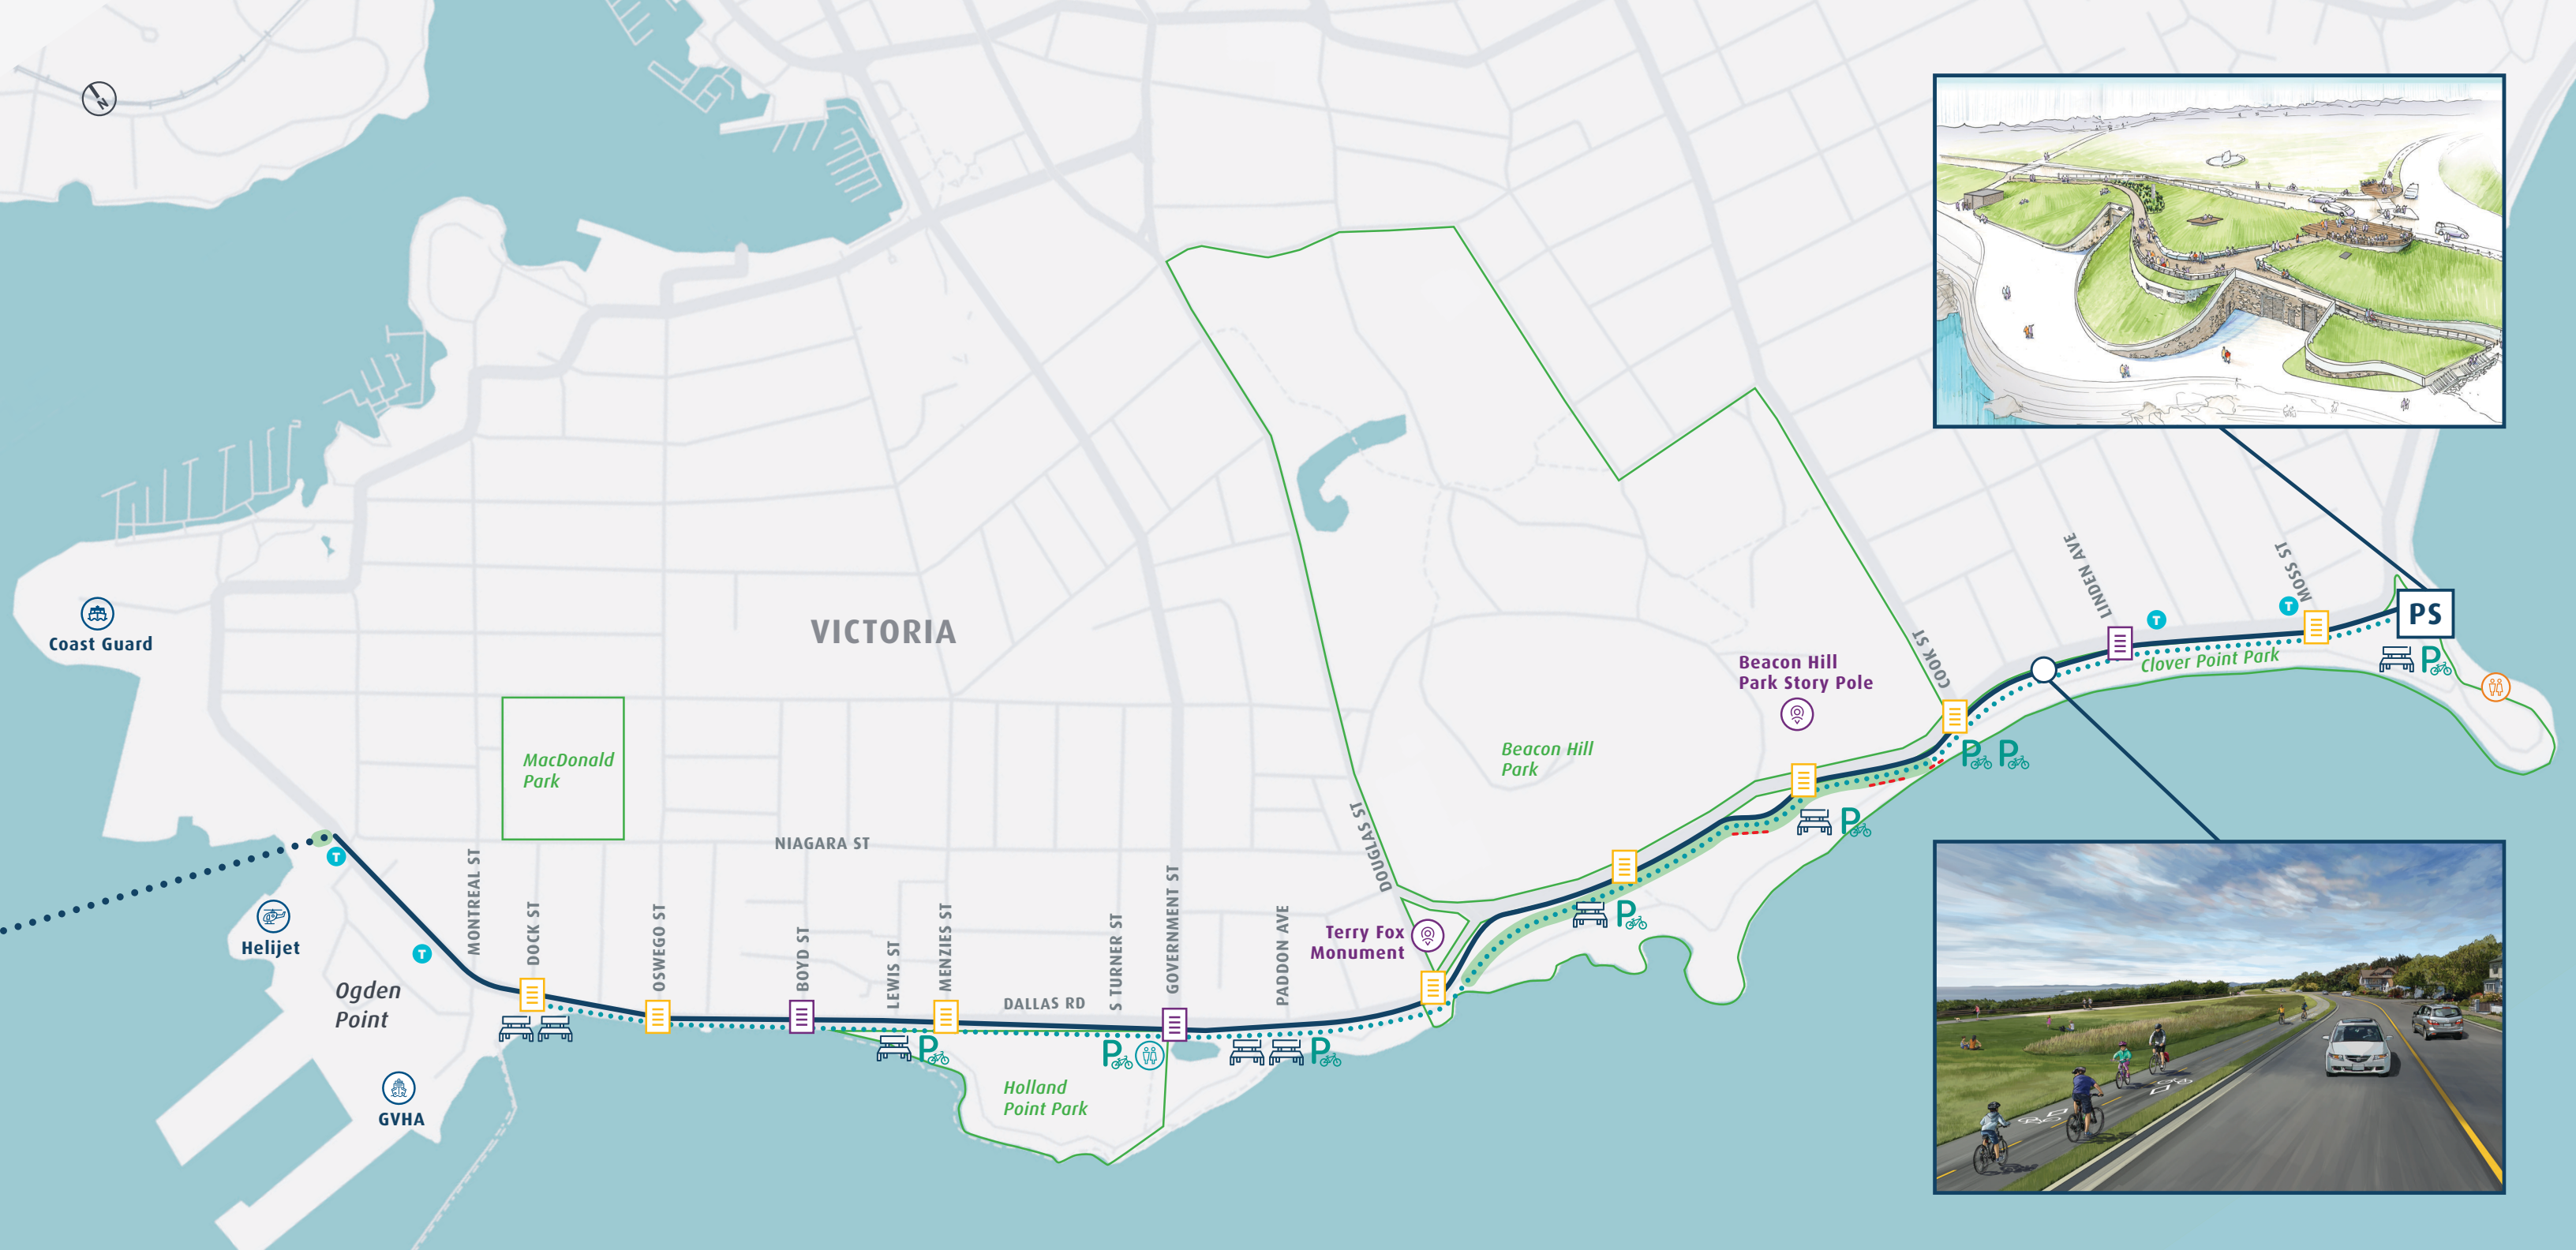 N
PS
LINDEN AVE
MOSS ST
T
T
Coast Guard
VICTORIA
COOK ST
Clover Point Park
P
Beacon Hill
Park Story Pole
MacDonald
Park
Beacon Hill
Park
P P
NIAGARA ST
DOUGLAS ST
P
T
MONTREAL ST
DOCK ST
OSWEGO ST
BOYD ST
LEWIS ST
MENZIES ST
S TURNER ST
GOVERNMENT ST
PADDON AVE
P
Helijet
T
Terry Fox
Monument
Ogden
Point
DALLAS RD
P
P
P
Holland
Point Park
GVHA